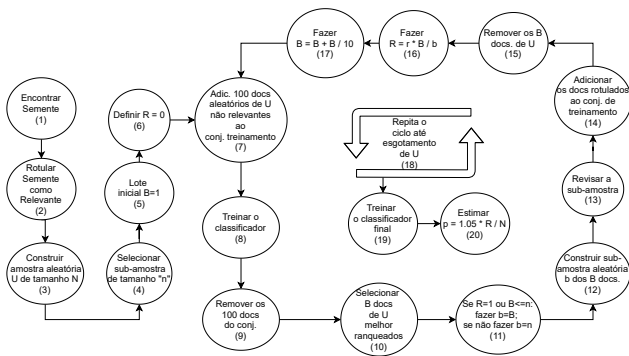 Encontrar
Semente
(1)
Rotular
Semente
como
Relevante
(2)
Construir
amostra aleatória
U de tamanho N
(3)
Selecionar
sub-amostra
de tamanho "n"
(4)
Lote
inicial B=1
(5)
Definir R = 0
(6)
Adic. 100 docs
aleatórios de U
não relevantes
ao
conj. treinamento
(7)
Treinar o
classificador
(8)
Remover os
100 docs
do conj.
(9)
Selecionar
B docs
de U
melhor
ranqueados
(10)
Se R=1 ou B<=n:
fazer b=B;
se não fazer b=n
(11)
Construir sub-
amostra aleatória
b dos B docs.
(12)
Revisar a
sub-amostra
(13)
Adicionar
os docs rotulados
ao conj. de
treinamento
(14)
Remover os B
docs. de U
(15)
Fazer
R = r * B / b
(16)
Fazer
B = B + B / 10
(17)
Repita o
ciclo até
esgotamento
de U
(18)
Treinar
o classificador
final
(19)
Estimar
p = 1.05 * R / N
(20)